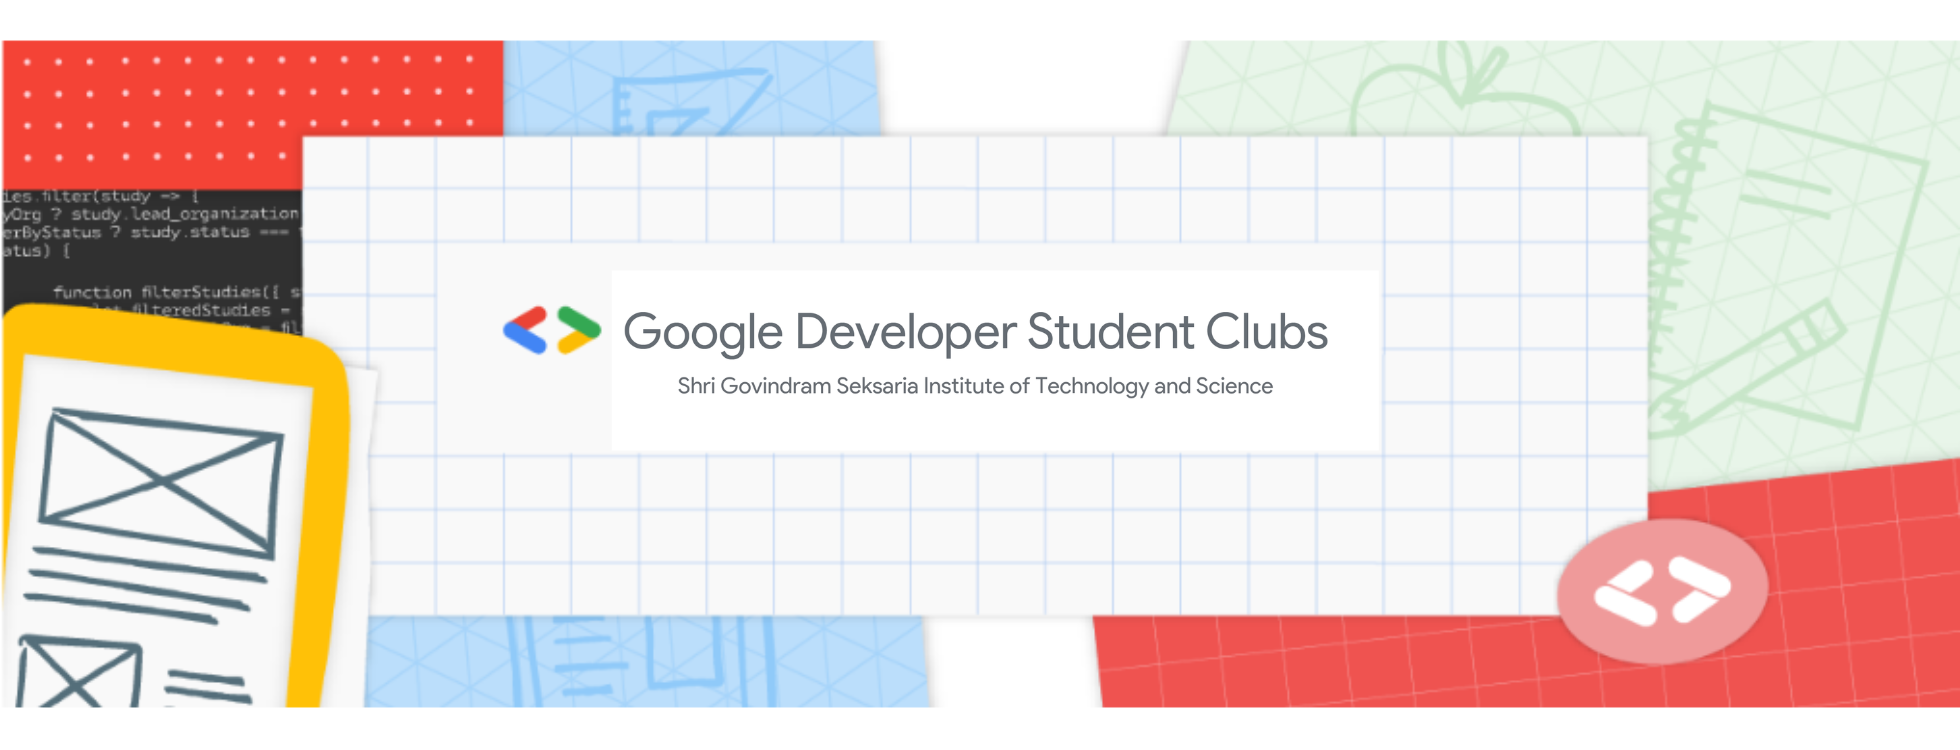 ies.filter(study => {
yOrg ? study.lead_organization
erByStatus ? study.status ===
atus) {
function filterStudies({
filteredStudies =
Google Developer Student Clubs
Shri Govindram Seksaria Institute of Technology and Science